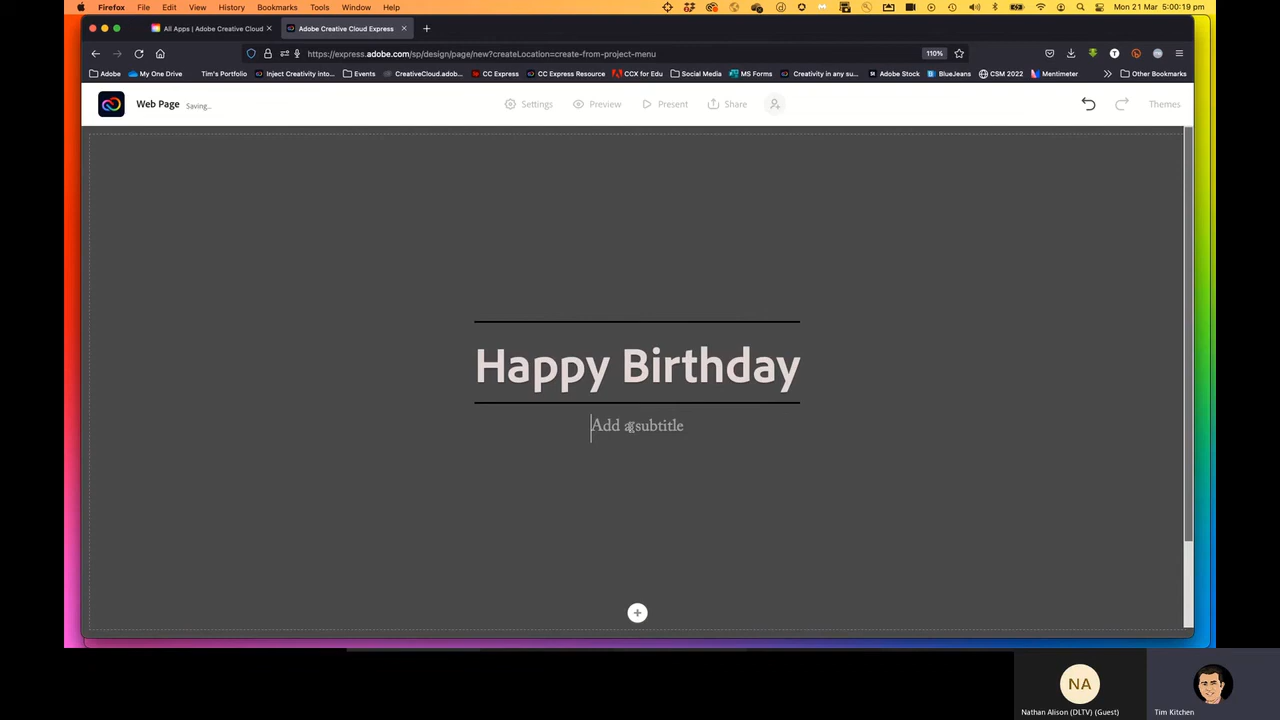 Firefox File Edit View History Bookmarks Tools Window Help Mon 21 Mar 5:00:19 pm
All Apps | Adobe Creative Cloud Adobe Creative Cloud Express
https://express.adobe.com/sp/design/page/new?createLocation=create-from-project-menu 110%
Adobe My One Drive Tim's Portfolio Inject Creativity into... Events CreativeCloud.adob... CC Express CC Express Resource CCX for Edu Social Media MS Forms Creativity in any su... Adobe Stock BlueJeans CSM 2022 Mentimeter Other Bookmarks
Web Page Saving... Settings Preview Present Share Themes
Happy Birthday
Add a subtitle
NA
Nathan Alison (DLTV) (Guest) Tim Kitchen